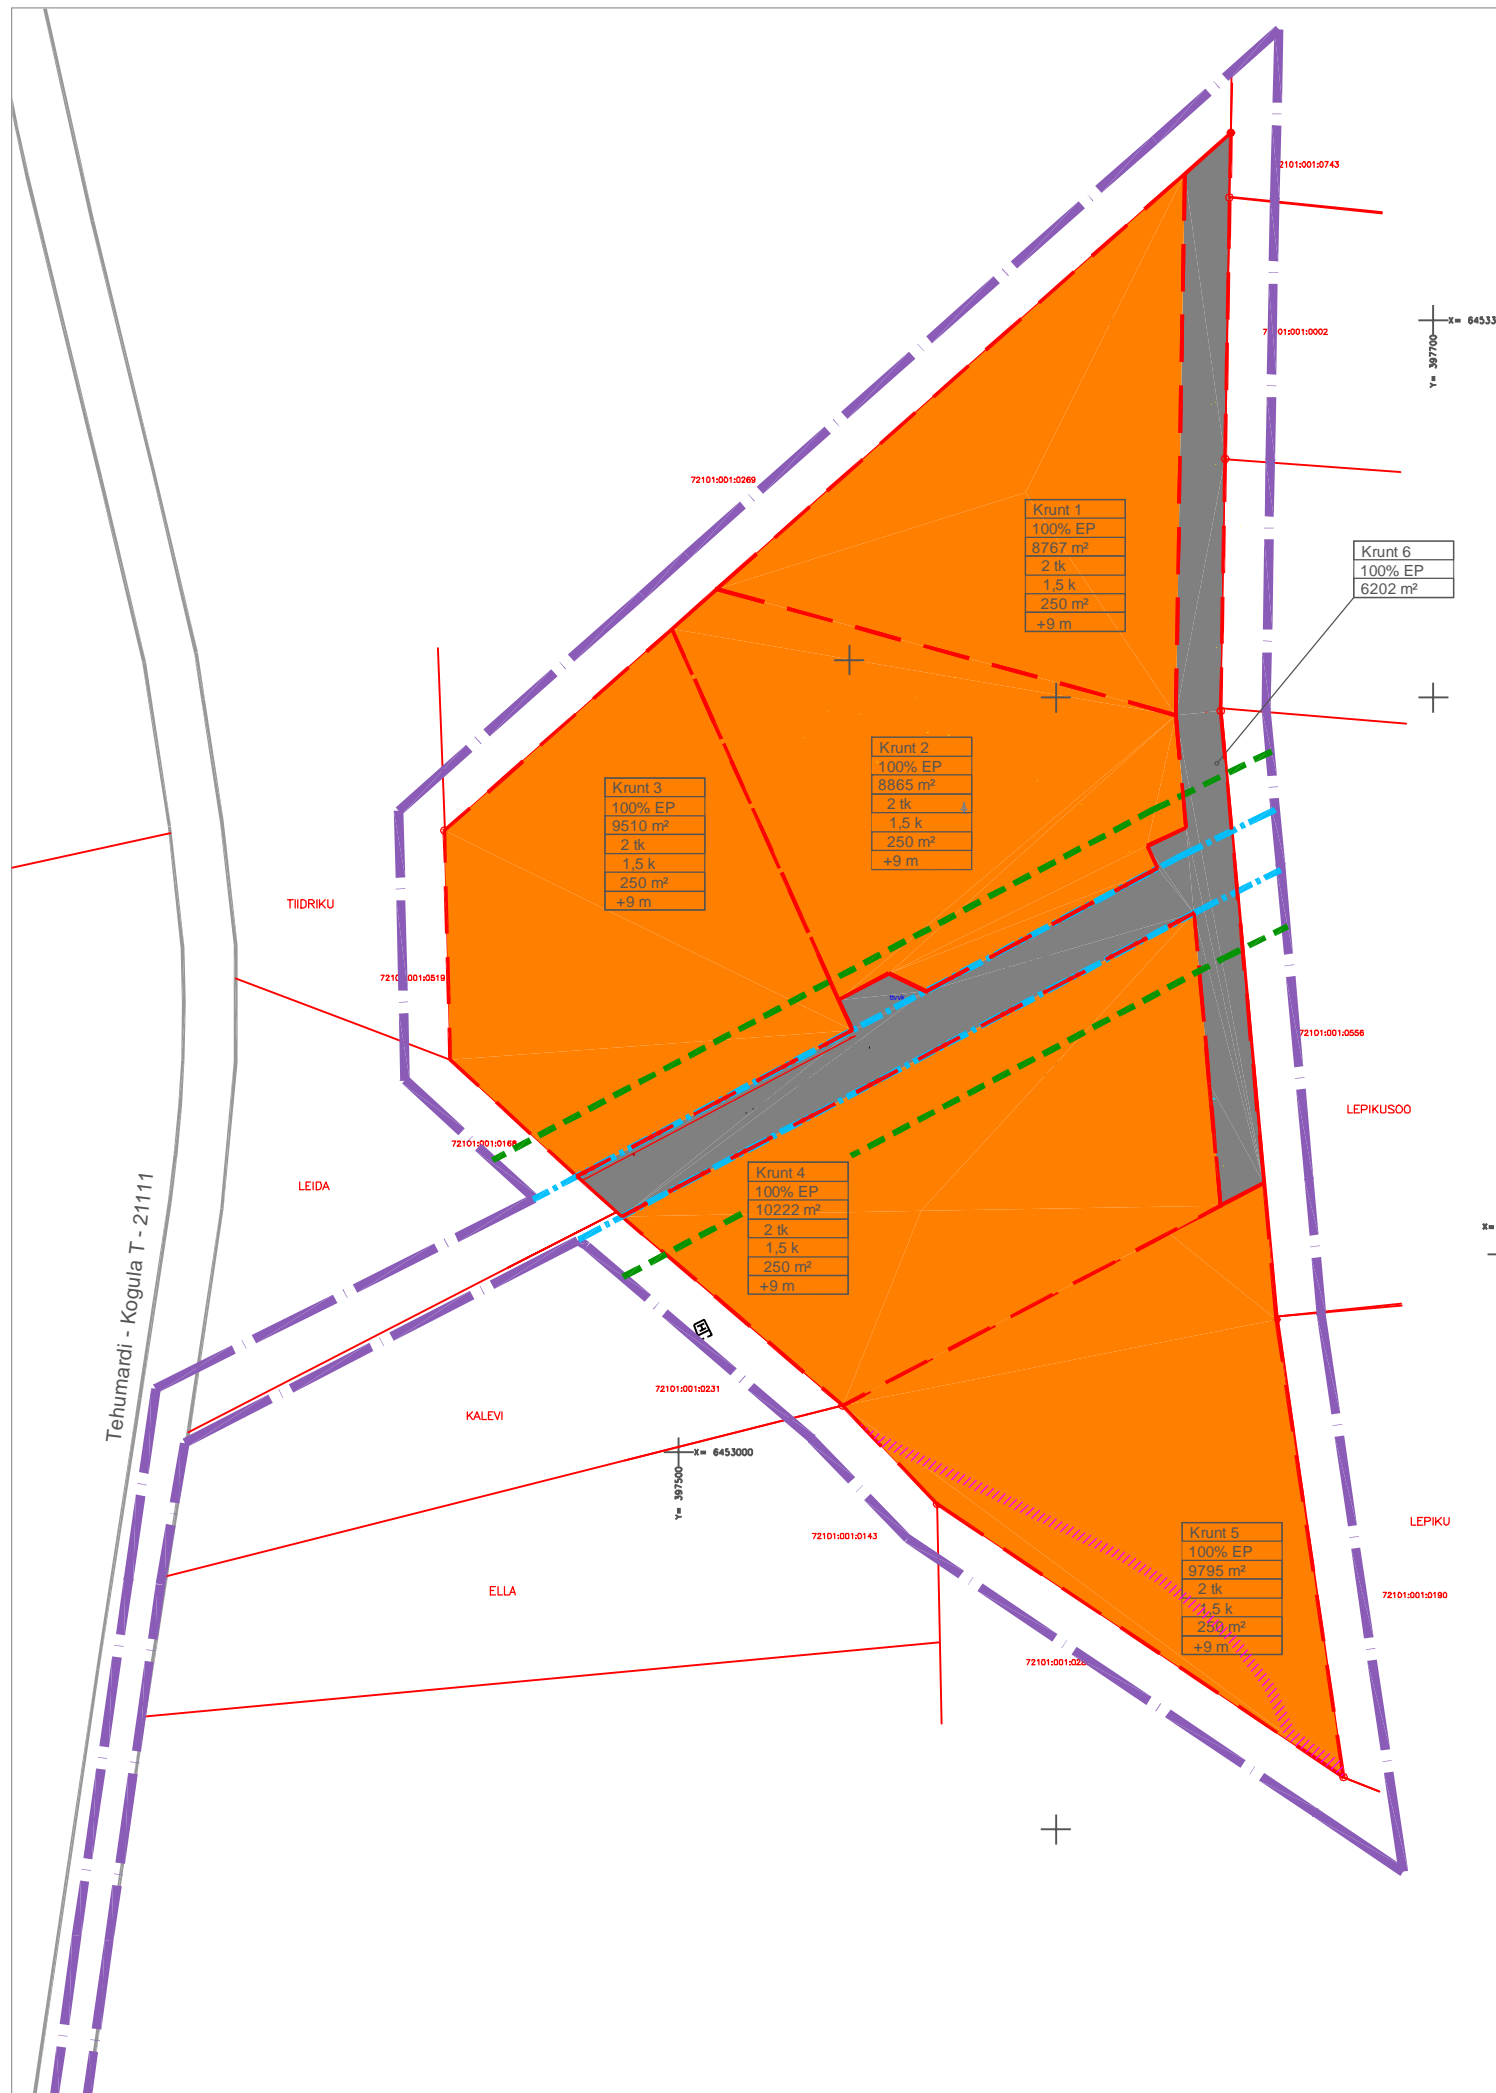 2101:001:0743
X= 64533
Y= 397700
72101:001:0269
Krunt 1
100% EP
8767 m²
2 tk
1,5 k
250 m²
+9 m
Krunt 6
100% EP
6202 m²
Krunt 2
100% EP
8865 m²
2 tk
1,5 k
250 m²
+9 m
Krunt 3
100% EP
9510 m²
2 tk
1,5 k
250 m²
+9 m
TIIDRIKU
72101:001:0556
LEPIKUSOO
72101:001:0168
LEIDA
Krunt 4
100% EP
10222 m²
2 tk
1,5 k
250 m²
+9 m
Tehumardi - Kogula T - 21111
X=
72101:001:0231
KALEVI
X= 6453000
Y= 397500
72101:001:0143
LEPIKU
Krunt 5
100% EP
9795 m²
2 tk
1,5 k
250 m²
+9 m
ELLA
72101:001:0190